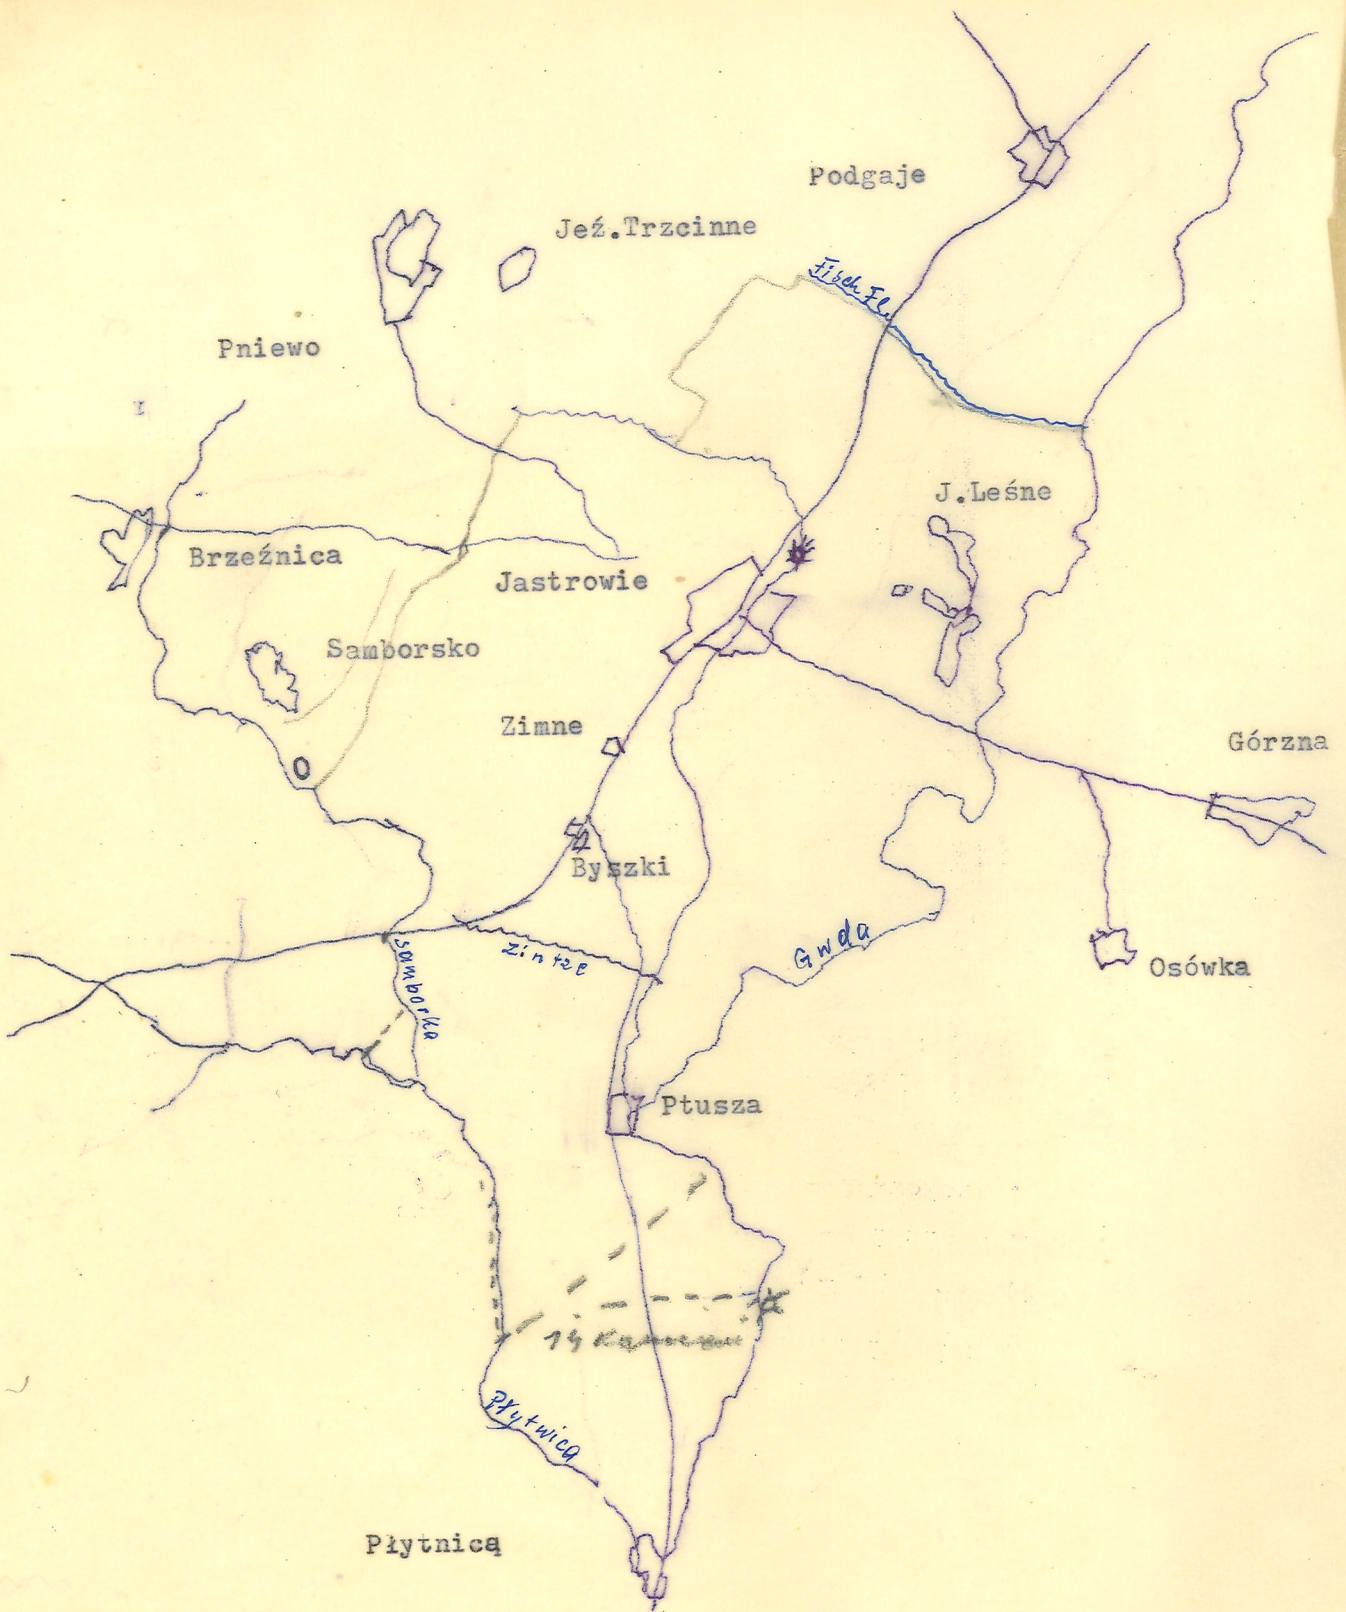 Podgaje
Jeź.Trzcinne
Fisch Fl.
Pniewo
J.Leśne
Brzeźnica
Jastrowie
Samborsko
Zimne
Górzna
O
Byszki
Gwda
Zintze
Samborka
Osówka
Ptusza
14
Płytwica
Płytnicą